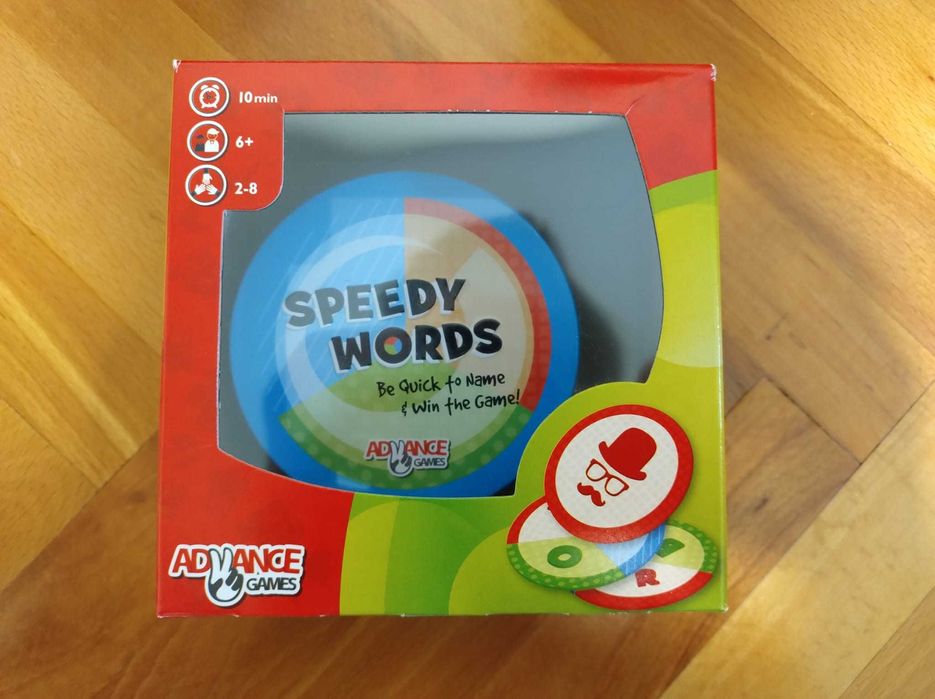 10 min
6+
2-8
SPEEDY
WORDS
Be Quick to Name
& Win the Game!
ADVANCE
GAMES
ADVANCE
GAMES
O
R